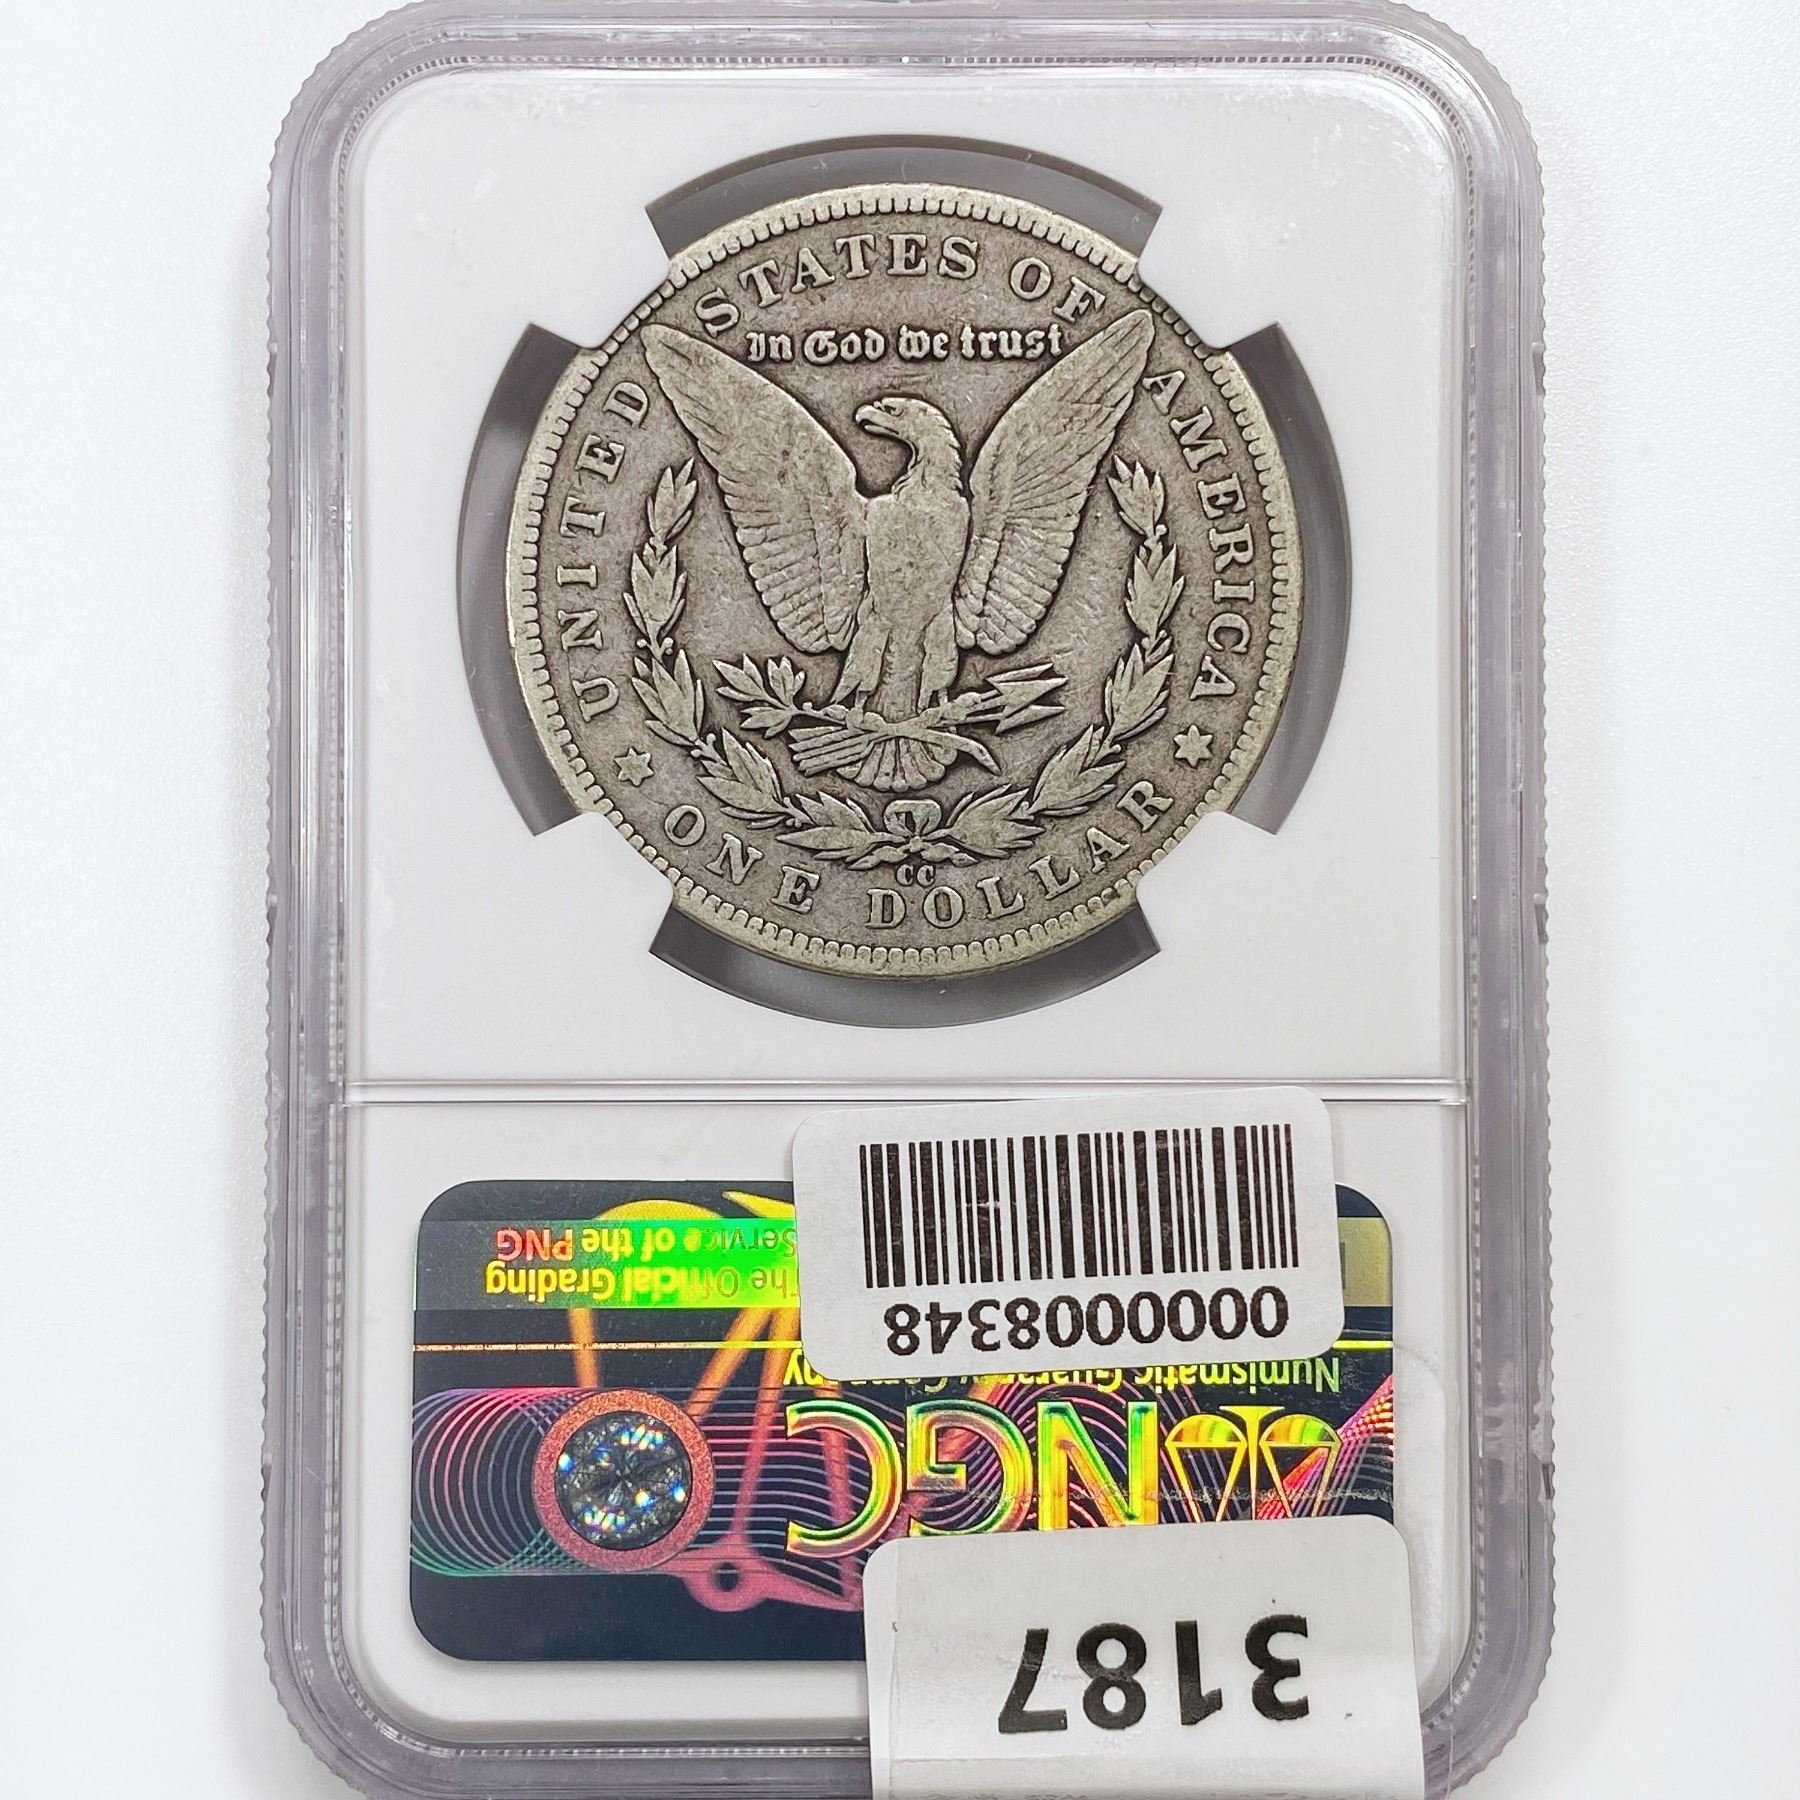 UNITED STATES OF AMERICA
In God we trust
ONE DOLLAR
CC
3187
NGC
Numismatic Guaranty Company
0000008348
The Official Grading
Service of the PNG